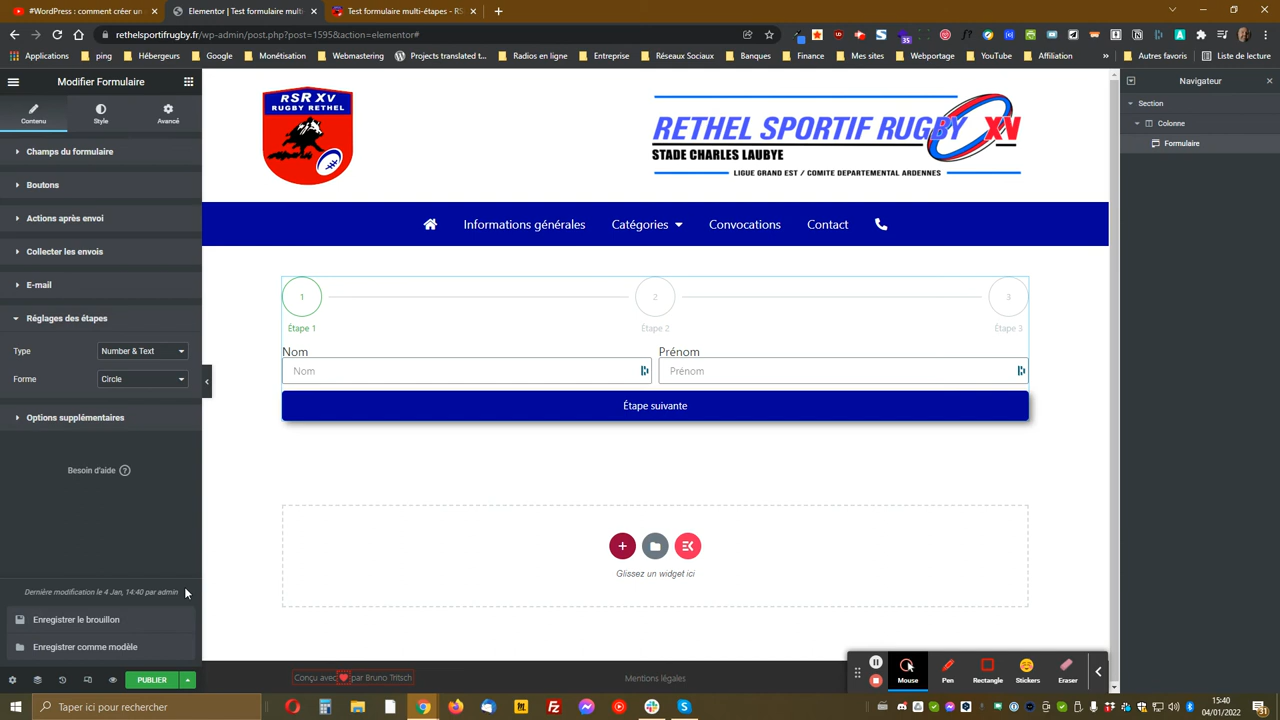 #WordPress : comment créer un
Elementor | Test formulaire multi
Test formulaire multi-étapes - RS
rethelsportifrugby.fr/wp-admin/post.php?post=1595&action=elementor#
Applications
ping
Hébergeurs
Google
Monétisation
Webmastering
Projects translated t...
Radios en ligne
Entreprise
Réseaux Sociaux
Banques
Finance
Mes sites
Webportage
YouTube
Affiliation
Autres favoris
Liste de lecture
Modifier Formulaire
Contenu
Style
Avancé
Champs du formulaire
Boutons
Actions après envoi
Collecter les envois
E-mail
Réglages des étapes
Type
Number & Text
Forme
Circle
Options supplémentaires
Besoin d'aide
Dernière modification le 4 Jan, 14:40 par admin
Enregistrer le brouillon
Enregistrer comme modèle
PUBLIER
RSR XV
RUGBY RETHEL
RETHEL SPORTIF RUGBY XV
STADE CHARLES LAUBYE
LIGUE GRAND EST / COMITE DEPARTEMENTAL ARDENNES
Informations générales
Catégories
Convocations
Contact
1
2
3
Étape 1
Étape 2
Étape 3
Nom
Prénom
Nom
Prénom
Étape suivante
Glissez un widget ici
Conçu avec ❤ par Bruno Tritsch
Mentions légales
Navigateur
Section
Colonne
Formulaire
Mouse
Pen
Rectangle
Stickers
Eraser
Taper ici pour rechercher
15:40
04/01/2022